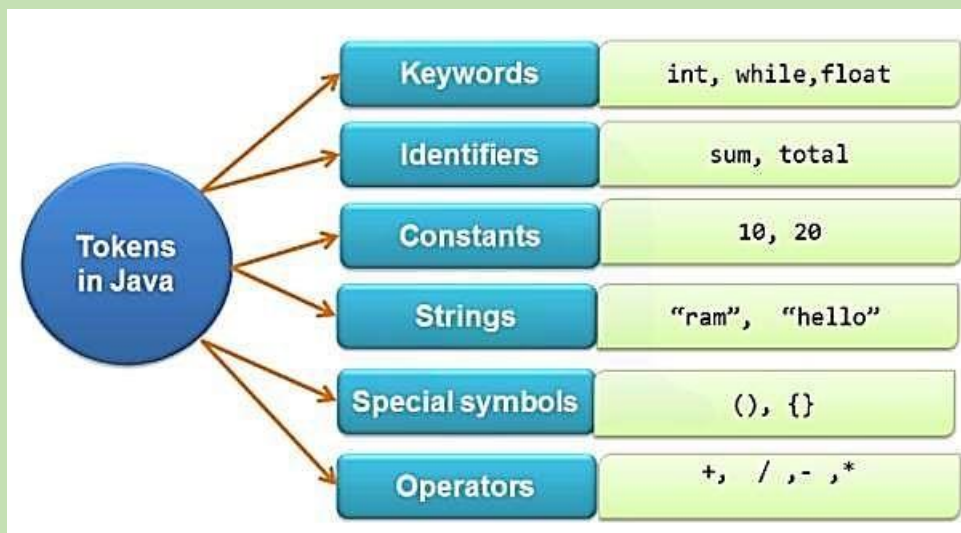 Tokens
in Java
Keywords
int, while,float
Identifiers
sum, total
Constants
10, 20
Strings
“ram”, “hello”
Special symbols
(), {}
Operators
+, / ,- ,*